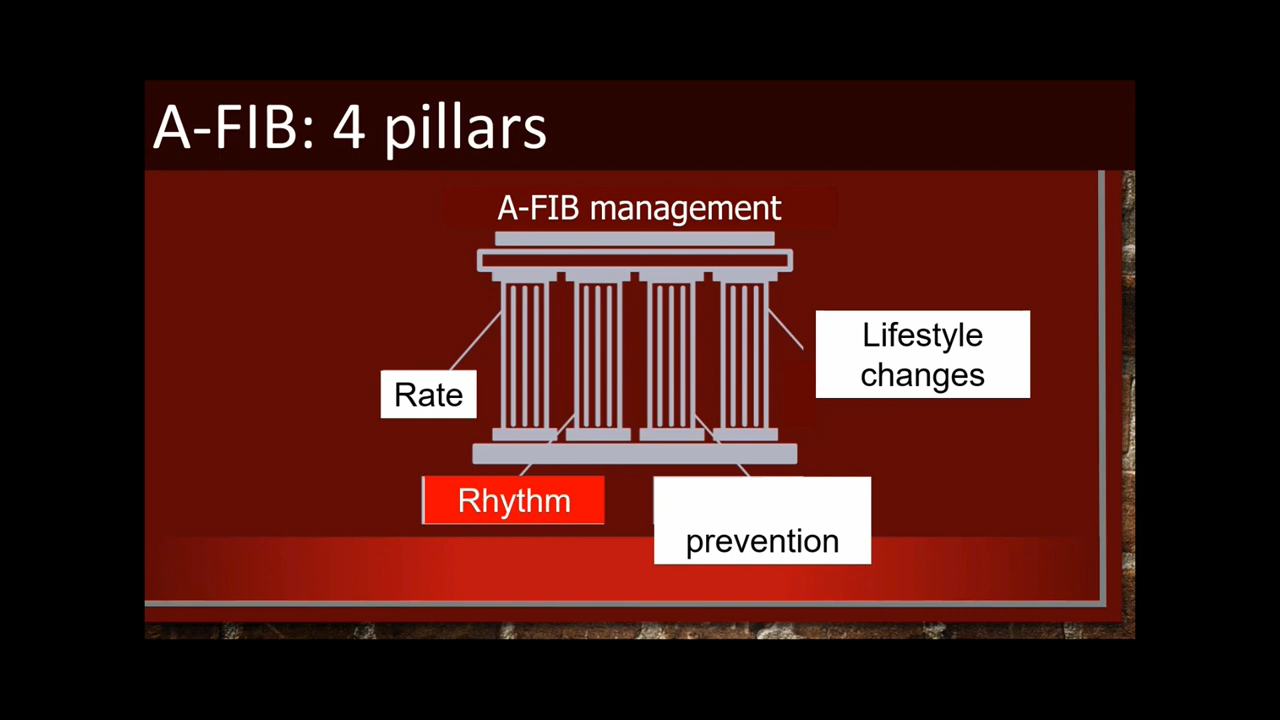 A-FIB: 4 pillars
A-FIB management
Lifestyle
changes
Rate
Rhythm
prevention